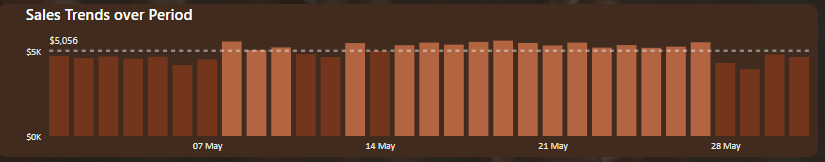 Sales Trends over Period
$5,056
$5K
$0K
07 May
14 May
21 May
28 May